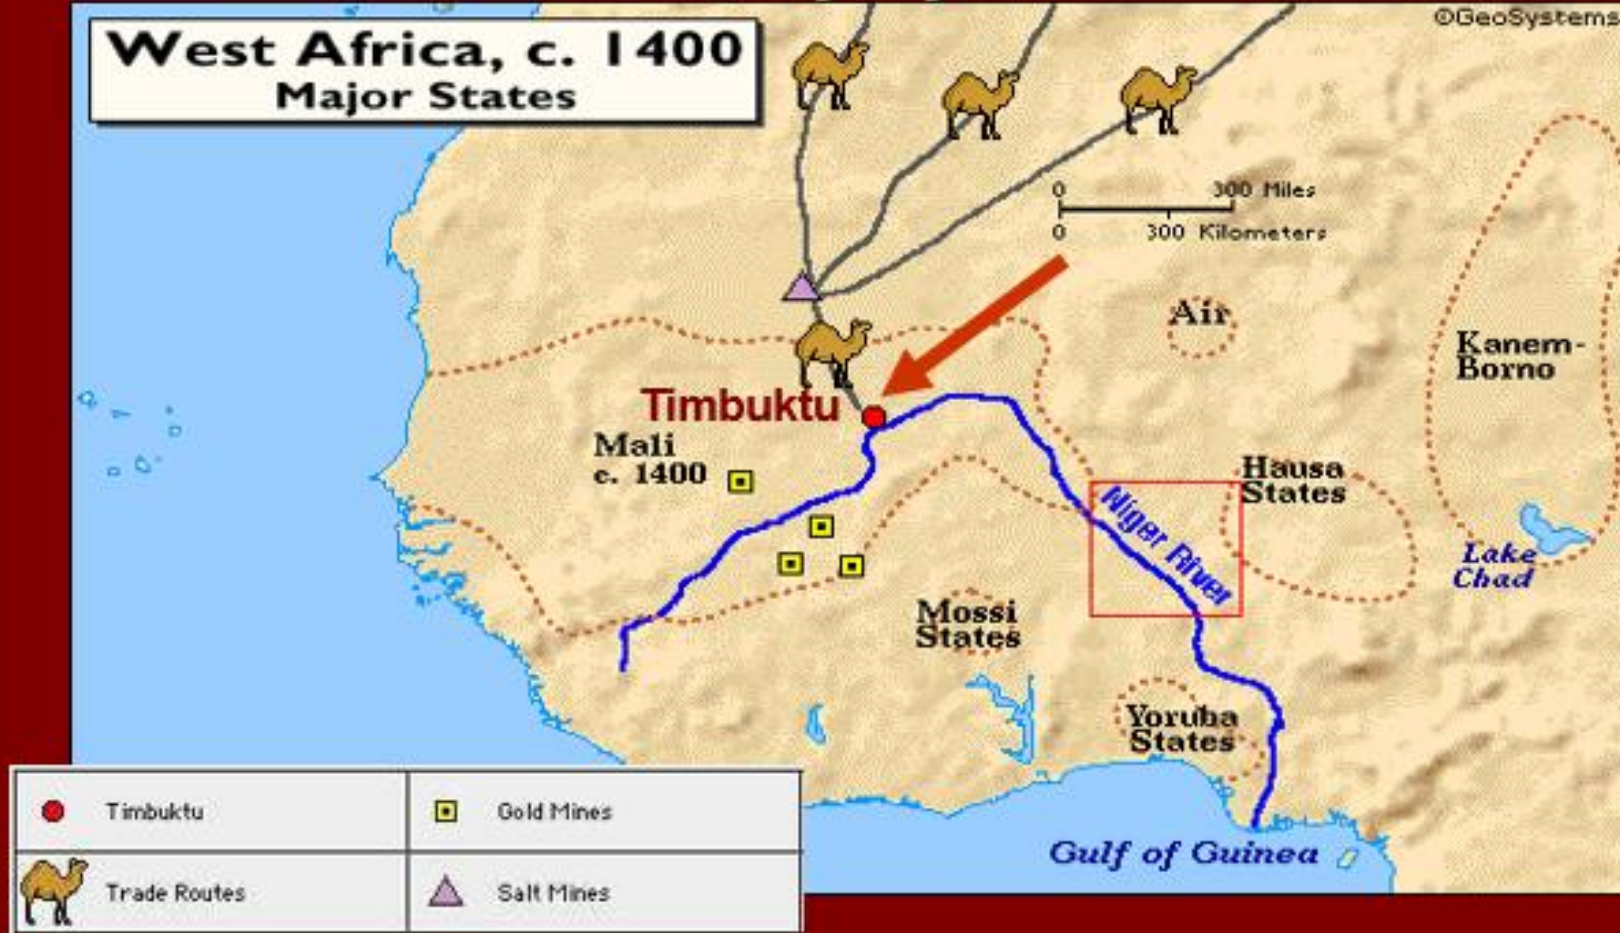 ©GeoSystems
West Africa, c. 1400
Major States
0 300 Miles
0 300 Kilometers
Air
Kanem-
Borno
Timbuktu
Mali
c. 1400
Hausa
States
Niger River
Lake
Chad
Mossi
States
Yoruba
States
Gulf of Guinea
Timbuktu
Gold Mines
Trade Routes
Salt Mines